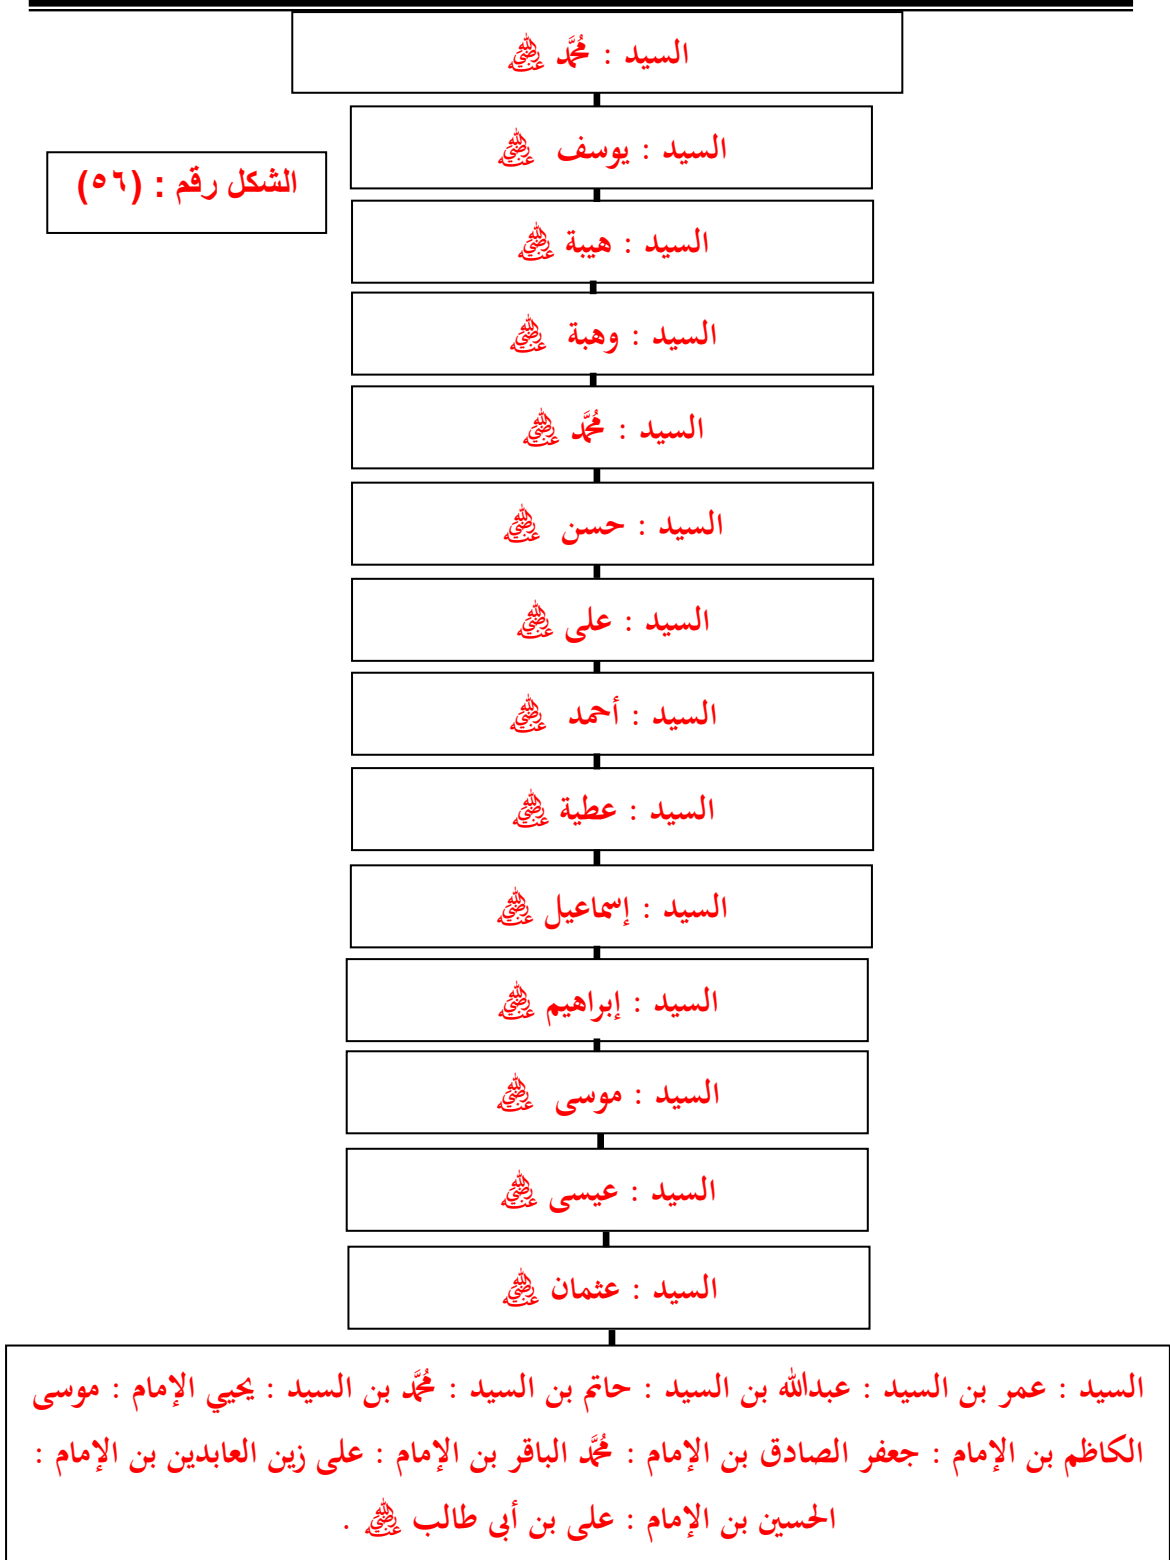 السيد : مُحَمَّد ﵁
السيد : يوسف ﵁
الشكل رقم : (٥٦)
السيد : هيبة ﵁
السيد : وهبة ﵁
السيد : مُحَمَّد ﵁
السيد : حسن ﵁
السيد : على ﵁
السيد : أحمد ﵁
السيد : عطية ﵁
السيد : إسماعيل ﵁
السيد : إبراهيم ﵁
السيد : موسى ﵁
السيد : عيسى ﵁
السيد : عثمان ﵁
السيد : عمر بن السيد : عبدالله بن السيد : حاتم بن السيد : مُحَمَّد بن السيد : يحيي الإمام : موسى
الكاظم بن الإمام : جعفر الصادق بن الإمام : مُحَمَّد الباقر بن الإمام : على زين العابدين بن الإمام :
الحسين بن الإمام : على بن أبى طالب ﵁ .